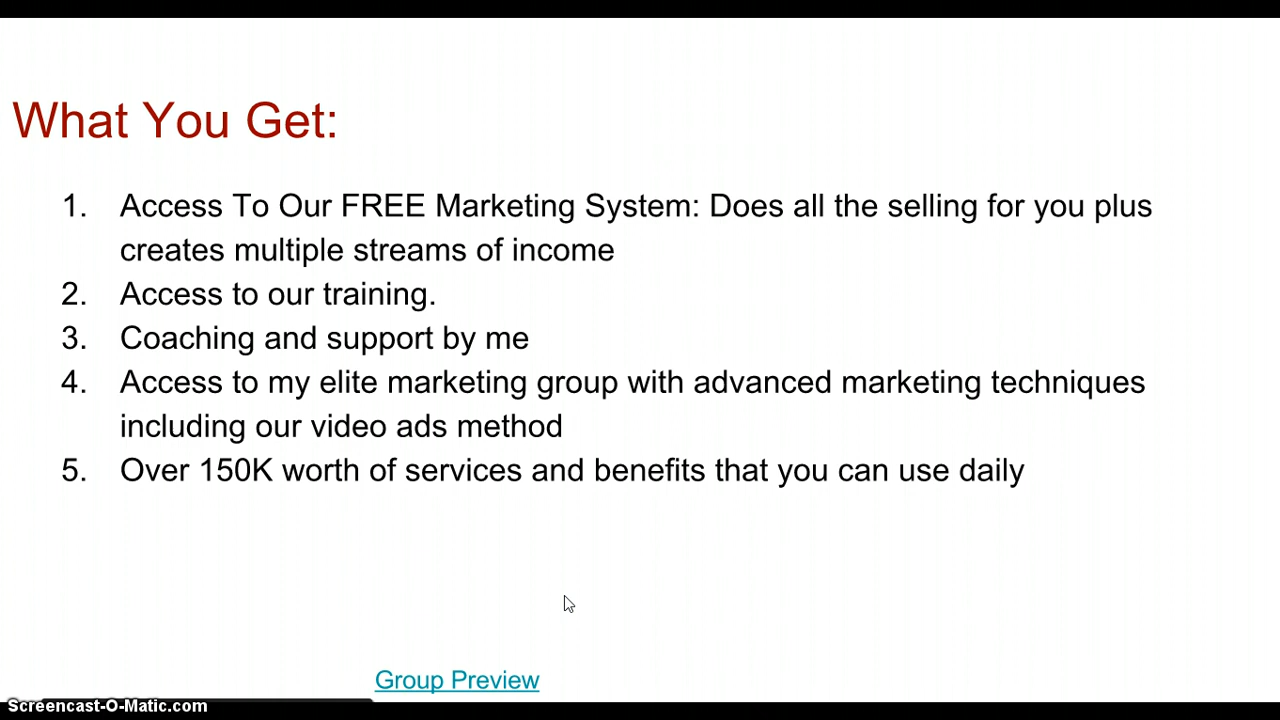 What You Get:
1. Access To Our FREE Marketing System: Does all the selling for you plus
creates multiple streams of income
2. Access to our training.
3. Coaching and support by me
4. Access to my elite marketing group with advanced marketing techniques
including our video ads method
5. Over 150K worth of services and benefits that you can use daily
Group Preview
Screencast-O-Matic.com